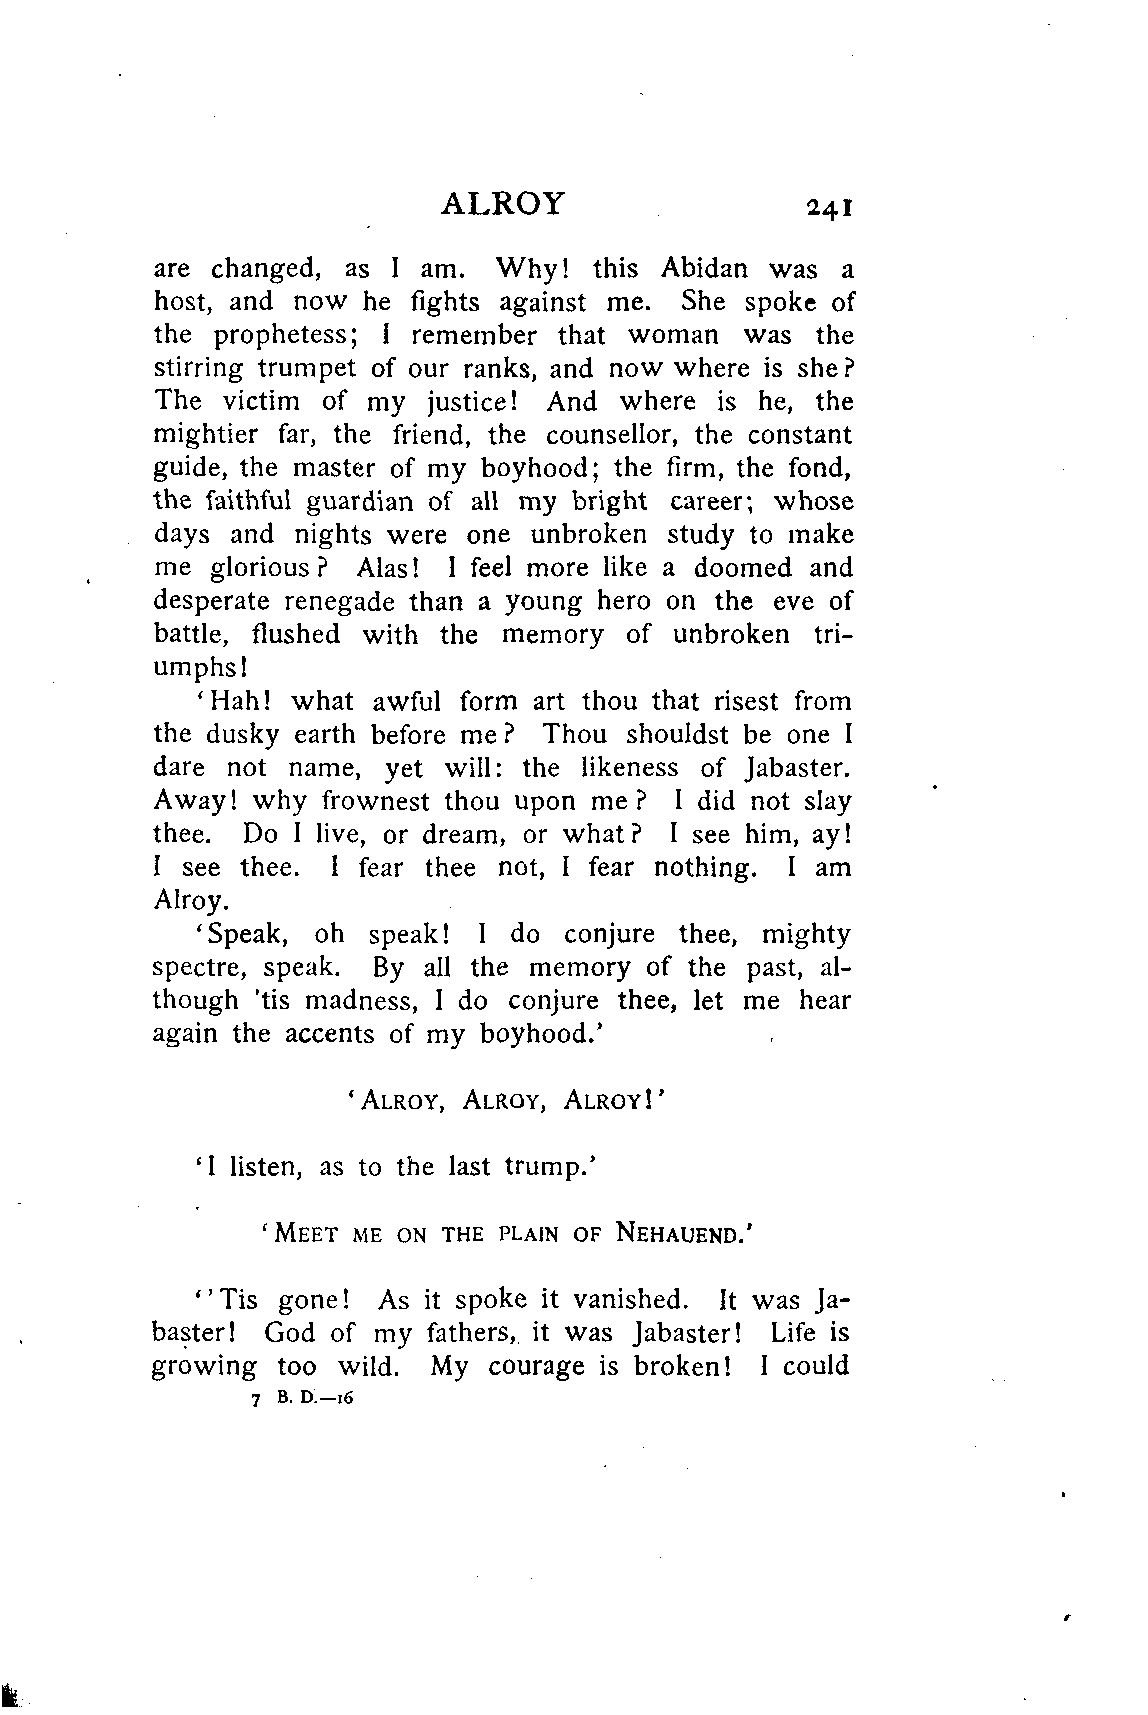 ALROY 241
are changed, as I am. Why! this Abidan was a
host, and now he fights against me. She spoke of
the prophetess; I remember that woman was the
stirring trumpet of our ranks, and now where is she?
The victim of my justice! And where is he, the
mightier far, the friend, the counsellor, the constant
guide, the master of my boyhood; the firm, the fond,
the faithful guardian of all my bright career; whose
days and nights were one unbroken study to make
me glorious? Alas! I feel more like a doomed and
desperate renegade than a young hero on the eve of
battle, flushed with the memory of unbroken tri-
umphs!
‘Hah! what awful form art thou that risest from
the dusky earth before me? Thou shouldst be one I
dare not name, yet will: the likeness of Jabaster.
Away! why frownest thou upon me? I did not slay
thee. Do I live, or dream, or what? I see him, ay!
I see thee. I fear thee not, I fear nothing. I am
Alroy.
‘Speak, oh speak! I do conjure thee, mighty
spectre, speak. By all the memory of the past, al-
though 'tis madness, I do conjure thee, let me hear
again the accents of my boyhood.’
‘ALROY, ALROY, ALROY!’
‘I listen, as to the last trump.’
‘MEET ME ON THE PLAIN OF NEHAUEND.’
‘’Tis gone! As it spoke it vanished. It was Ja-
baster! God of my fathers, it was Jabaster! Life is
growing too wild. My courage is broken! I could
7 B. D.—16